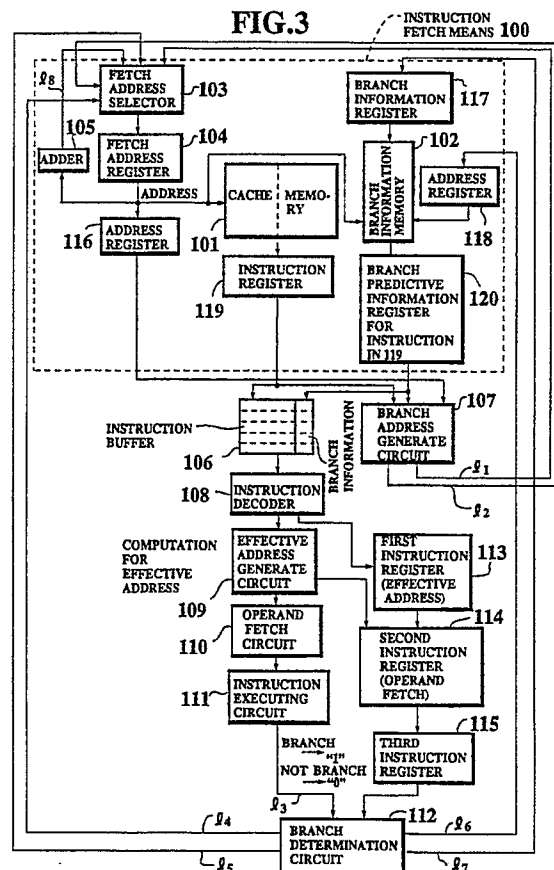 FIG.3
INSTRUCTION
FETCH MEANS 100
ℓ8
FETCH
ADDRESS
SELECTOR
103
105
ADDER
104
FETCH
ADDRESS
REGISTER
BRANCH
INFORMATION
REGISTER
117
102
BRANCH
INFORMATION
MEMORY
ADDRESS
REGISTER
118
ADDRESS
116
ADDRESS
REGISTER
CACHE MEMO-
RY
101
INSTRUCTION
REGISTER
119
BRANCH
PREDICTIVE
INFORMATION
REGISTER
FOR
INSTRUCTION
IN 119
120
107
INSTRUCTION
BUFFER
106
BRANCH
INFORMATION
BRANCH
ADDRESS
GENERATE
CIRCUIT
ℓ1
ℓ2
108
INSTRUCTION
DECODER
COMPUTATION
FOR
EFFECTIVE
ADDRESS
EFFECTIVE
ADDRESS
GENERATE
CIRCUIT
109
FIRST
INSTRUCTION
REGISTER
(EFFECTIVE
ADDRESS)
113
110
OPERAND
FETCH
CIRCUIT
114
SECOND
INSTRUCTION
REGISTER
(OPERAND
FETCH)
111
INSTRUCTION
EXECUTING
CIRCUIT
BRANCH
"1"
NOT BRANCH
"0"
115
THIRD
INSTRUCTION
REGISTER
ℓ3
112
ℓ4
ℓ5
BRANCH
DETERMINATION
CIRCUIT
ℓ6
ℓ7